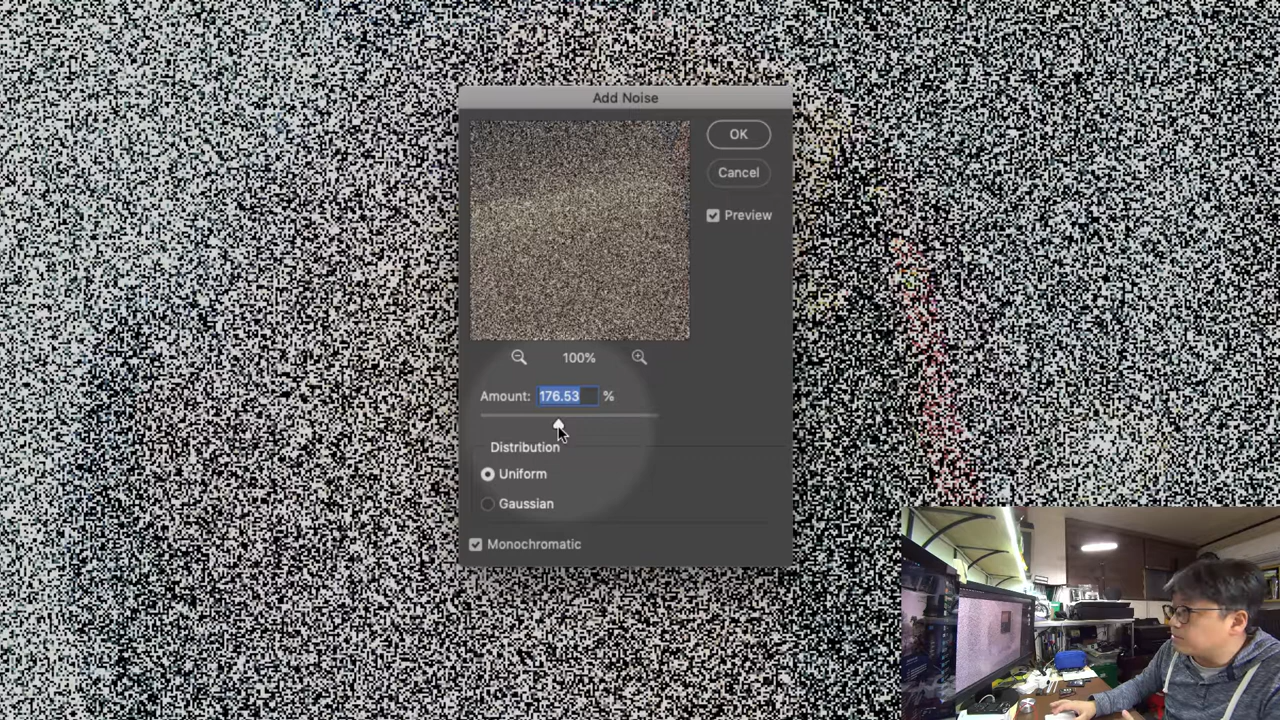 Add Noise
OK
Cancel
Preview
100%
Amount: 176.53 %
Distribution
Uniform
Gaussian
Monochromatic